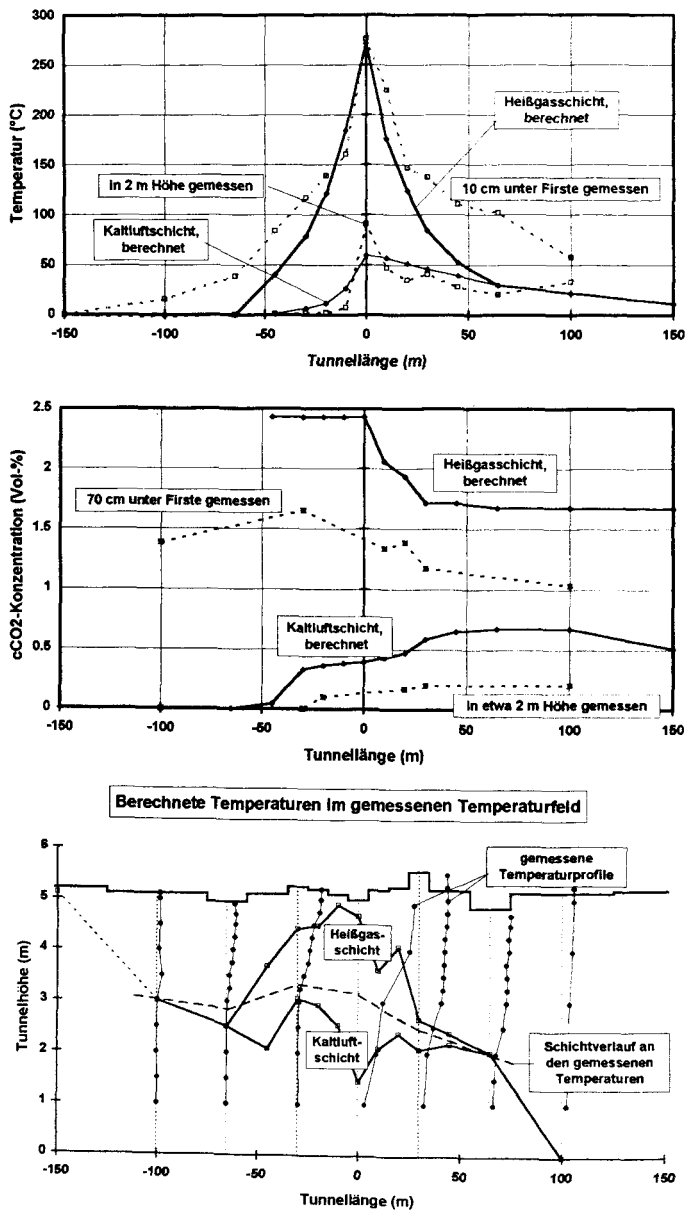 300
250
200
150
100
50
0
Temperatur (°C)
Heißgasschicht,
berechnet
In 2 m Höhe gemessen
10 cm unter Firste gemessen
Kaltluftschicht,
berechnet
-150 -100 -50 0 50 100 150
Tunnellänge (m)
2.5
2
1.5
1
0.5
0
cCO2-Konzentration (Vol-%)
Heißgasschicht,
berechnet
70 cm unter Firste gemessen
Kaltluftschicht,
berechnet
In etwa 2 m Höhe gemessen
-150 -100 -50 0 50 100 150
Tunnellänge (m)
Berechnete Temperaturen im gemessenen Temperaturfeld
6
5
4
3
2
1
0
Tunnelhöhe (m)
gemessene
Temperaturprofile
Heißgas-
schicht
Kaltluft-
schicht
Schichtverlauf an
den gemessenen
Temperaturen
-150 -100 -50 0 50 100 150
Tunnellänge (m)